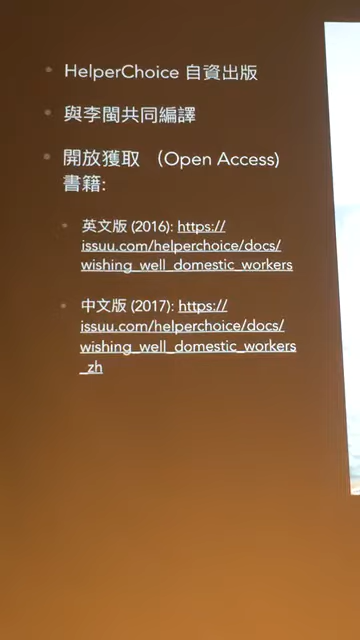 HelperChoice 自資出版
與李閩共同編譯
開放獲取 （Open Access)
書籍:
英文版 (2016): https://
issuu.com/helperchoice/docs/
wishing_well_domestic_workers
中文版 (2017): https://
issuu.com/helperchoice/docs/
wishing_well_domestic_workers
_zh